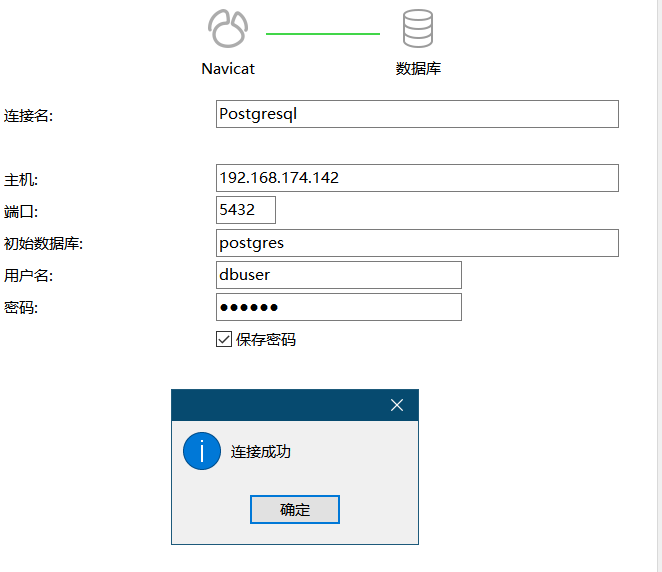 Navicat 数据库
连接名: Postgresql
主机: 192.168.174.142
端口: 5432
初始数据库: postgres
用户名: dbuser
密码: ●●●●●●
保存密码
连接成功
确定